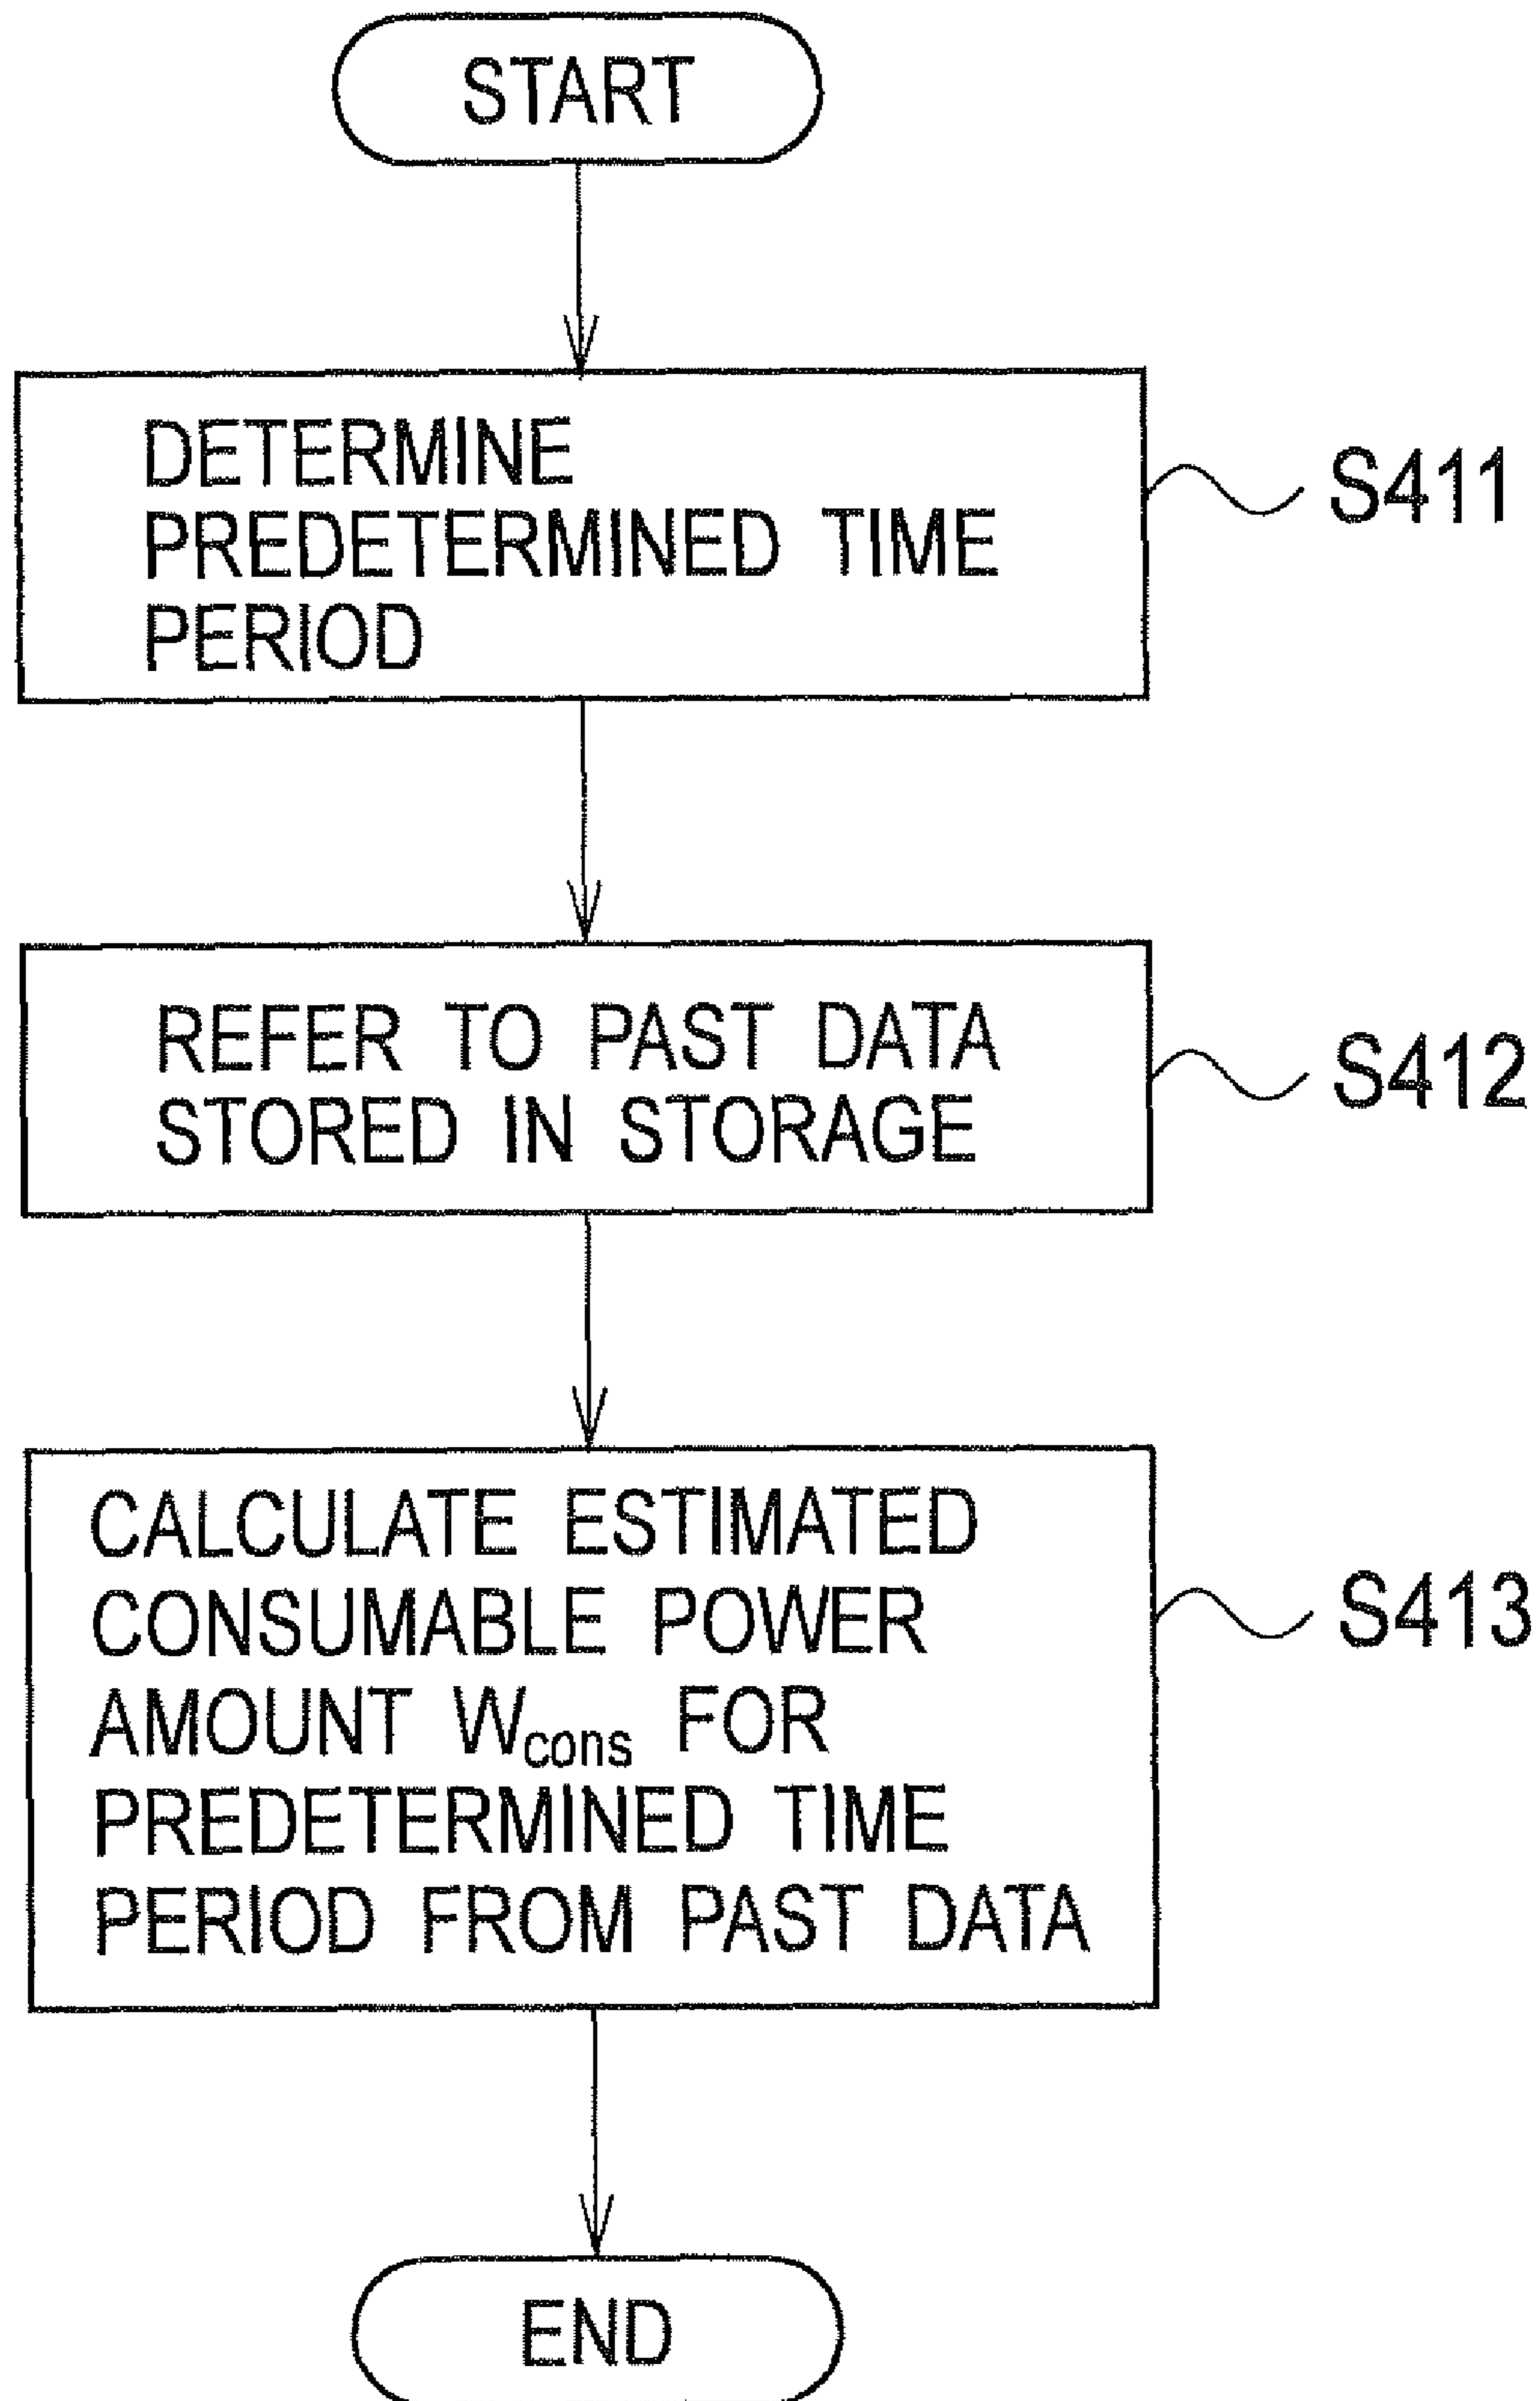 START
DETERMINE
PREDETERMINED TIME
PERIOD
S411
REFER TO PAST DATA
STORED IN STORAGE
S412
CALCULATE ESTIMATED
CONSUMABLE POWER
AMOUNT Wcons FOR
PREDETERMINED TIME
PERIOD FROM PAST DATA
S413
END